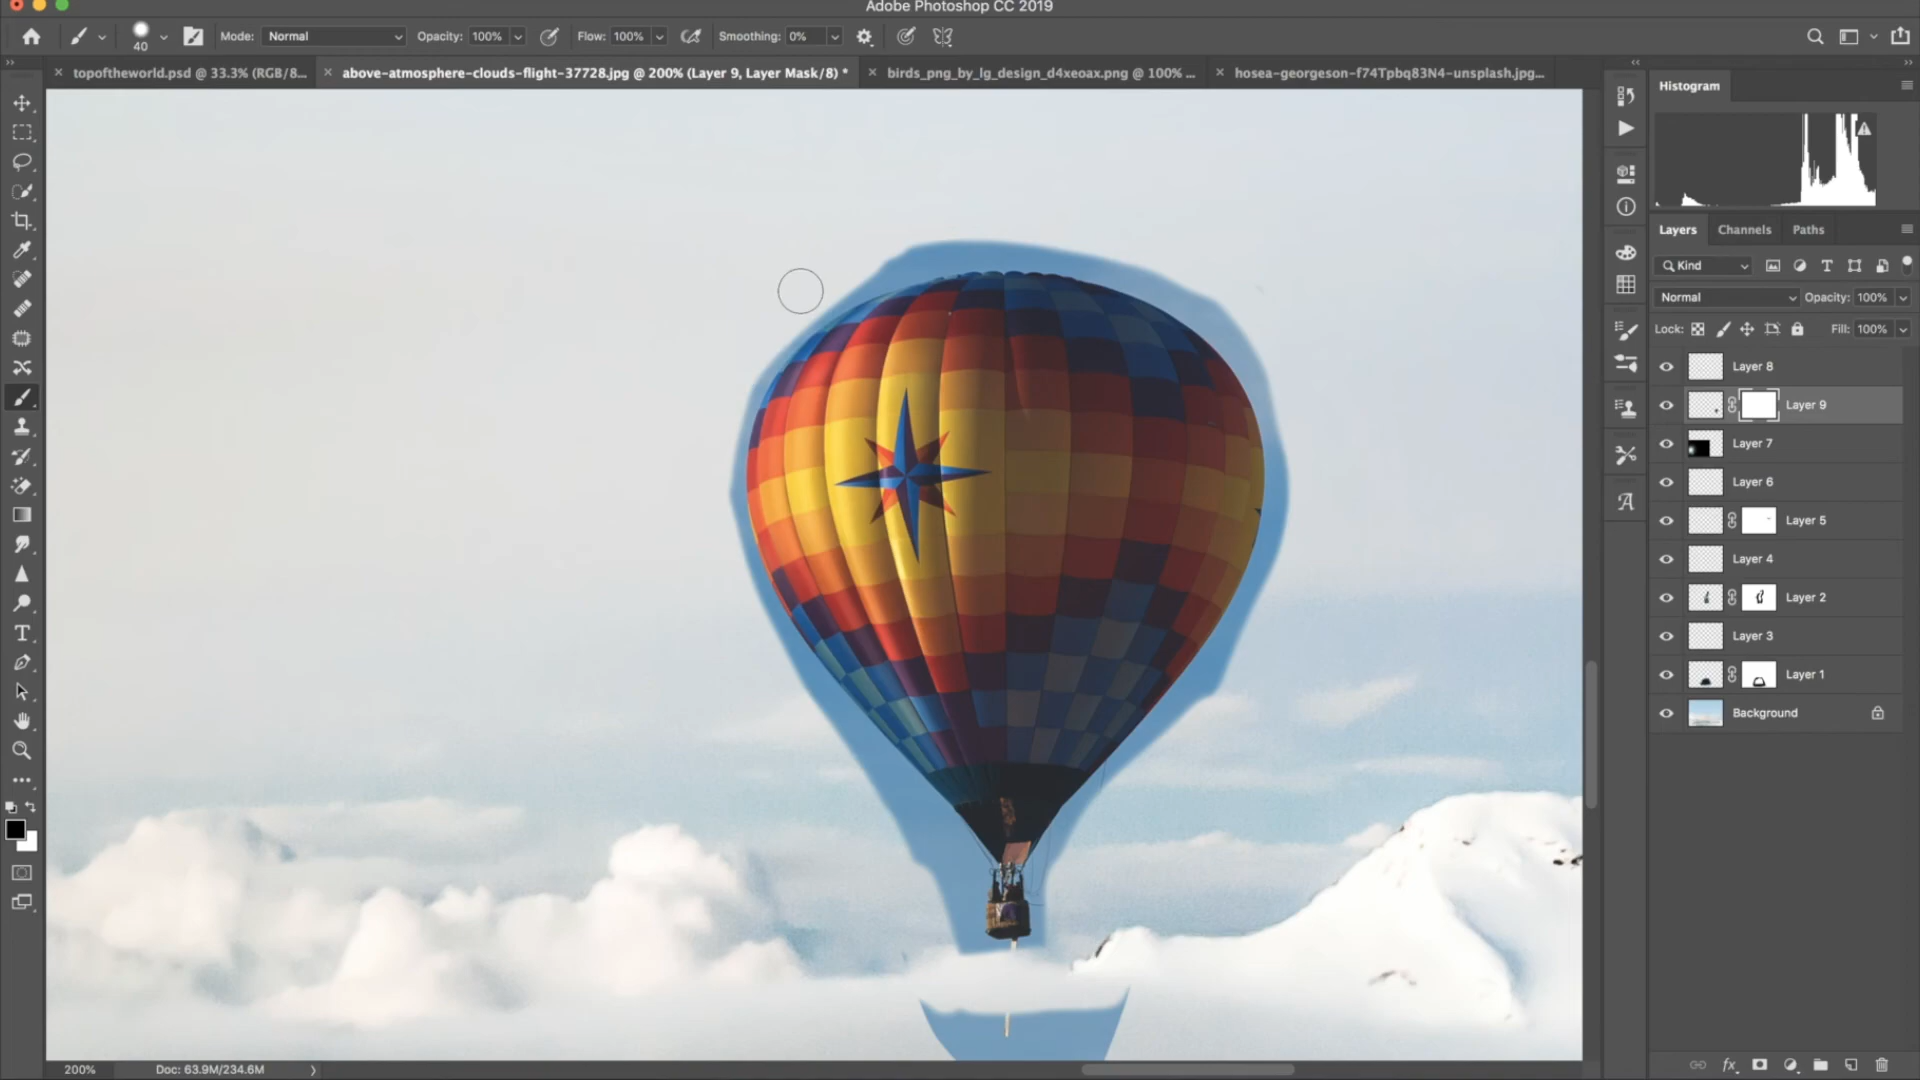 Adobe Photoshop CC 2019
40
Mode: Normal
Opacity: 100%
Flow: 100%
Smoothing: 0%
topoftheworld.psd @ 33.3% (RGB/8...
above-atmosphere-clouds-flight-37728.jpg @ 200% (Layer 9, Layer Mask/8) *
birds_png_by_lg_design_d4xeoax.png @ 100% ...
hosea-georgeson-f74Tpbq83N4-unsplash.jpg...
Histogram
Layers
Channels
Paths
Kind
Normal
Opacity: 100%
Lock:
Fill: 100%
Layer 8
Layer 9
Layer 7
Layer 6
Layer 5
Layer 4
Layer 2
Layer 3
Layer 1
Background
200%
Doc: 63.9M/234.6M